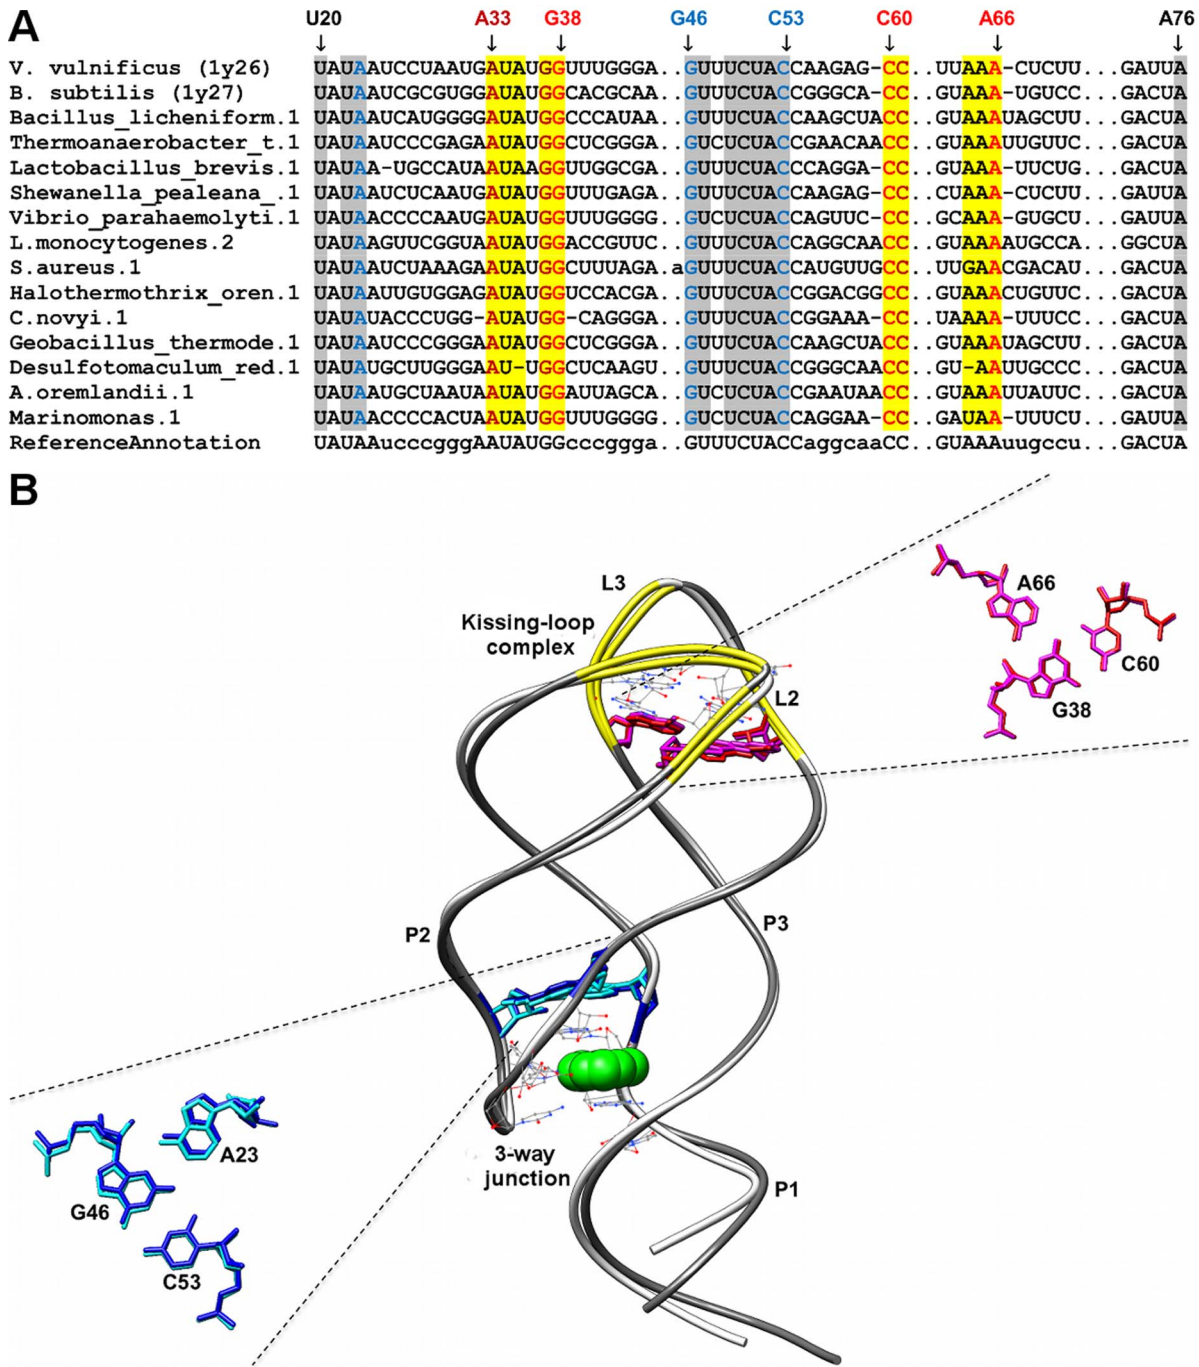 A
U20 A33 G38 G46 C53 C60 A66 A76
V. vulnificus (1y26) UAUAAUCCUAAUGAUAUGGUUUGGGA..GUUUCUACCAAGAG-CC..UUAAA-CUCUU...GAUUA
B. subtilis (1y27) UAUAAUCGCGUGGAUAUGGCACGCAA..GUUUCUACCGGGCA-CC..GUAAA-UGUCC...GACUA
Bacillus_licheniform.1 UAUAAUCAUGGGGAUAUGGCCCAUAA..GUUUCUACCAAGCUACC..GUAAAUAGCUU...GACUA
Thermoanaerobacter_t.1 UAUAAUCCCGAGAAUAUGGCUCGGGA..GUCUCUACCGAACAACC..GUAAAUUGUUC...GACUA
Lactobacillus_brevis.1 UAUAA-UGCCAUAAUAAGGUUGGCGA..GUUUCUACCCAGGA-CC..GUAAA-UUCUG...GACUA
Shewanella_pealeana_.1 UAUAAUCUCAAUGAUAUGGUUUGAGA..GUUUCUACCAAGAG-CC..CUAAA-CUCUU...GAUUA
Vibrio_parahaemolyti.1 UAUAACCCCAAUGAUAUGGUUUGGGG..GUCUCUACCAGUUC-CC..GCAAA-GUGCU...GAUUA
L.monocytogenes.2 UAUAAGUUCGGUAAUAUGGACCGUUC..GUUUCUACCAGGCAACC..GUAAAAUGCCA...GGCUA
S.aureus.1 UAUAAUCUAAAGAAUAUGGCUUUAGA.aGUUUCUACCAUGUUGCC..UUGAACGACAU...GACUA
Halothermothrix_oren.1 UAUAAUUGUGGAGAUAUGGUCCACGA..GUUUCUACCGGACGGCC..GUAAACUGUUC...GACUA
C.novyi.1 UAUAUACCCUGG-AUAUGG-CAGGGA..GUUUCUACCGGAAA-CC..UAAAA-UUUCC...GACUA
Geobacillus_thermode.1 UAUAAUCCCGGGAAUAUGGCUCGGGA..GUUUCUACCAAGCUACC..GUAAAUAGCUU...GACUA
Desulfotomaculum_red.1 UAUAUGCUUGGGAAU-UGGCUCAAGU..GUUUCUACCGGGCAACC..GU-AAUUGCCC...GACUA
A.oremlandii.1 UAUAAUGCUAAUAAUAUGGAUUAGCA..GUUUCUACCGAAUAACC..GUAAAUUAUUC...GACUA
Marinomonas.1 UAUAACCCCACUAAUAUGGUUUGGGG..GUCUCUACCAGGAA-CC..GAUAA-UUUCU...GAUUA
ReferenceAnnotation UAUAAucccgggAAUAUGGcccggga..GUUUCUACCaggcaaCC..GUAAAuugccu...GACUA
B
A66
C60
G38
L3
Kissing-loop
complex
L2
P2
P3
A23
G46
C53
3-way
junction
P1